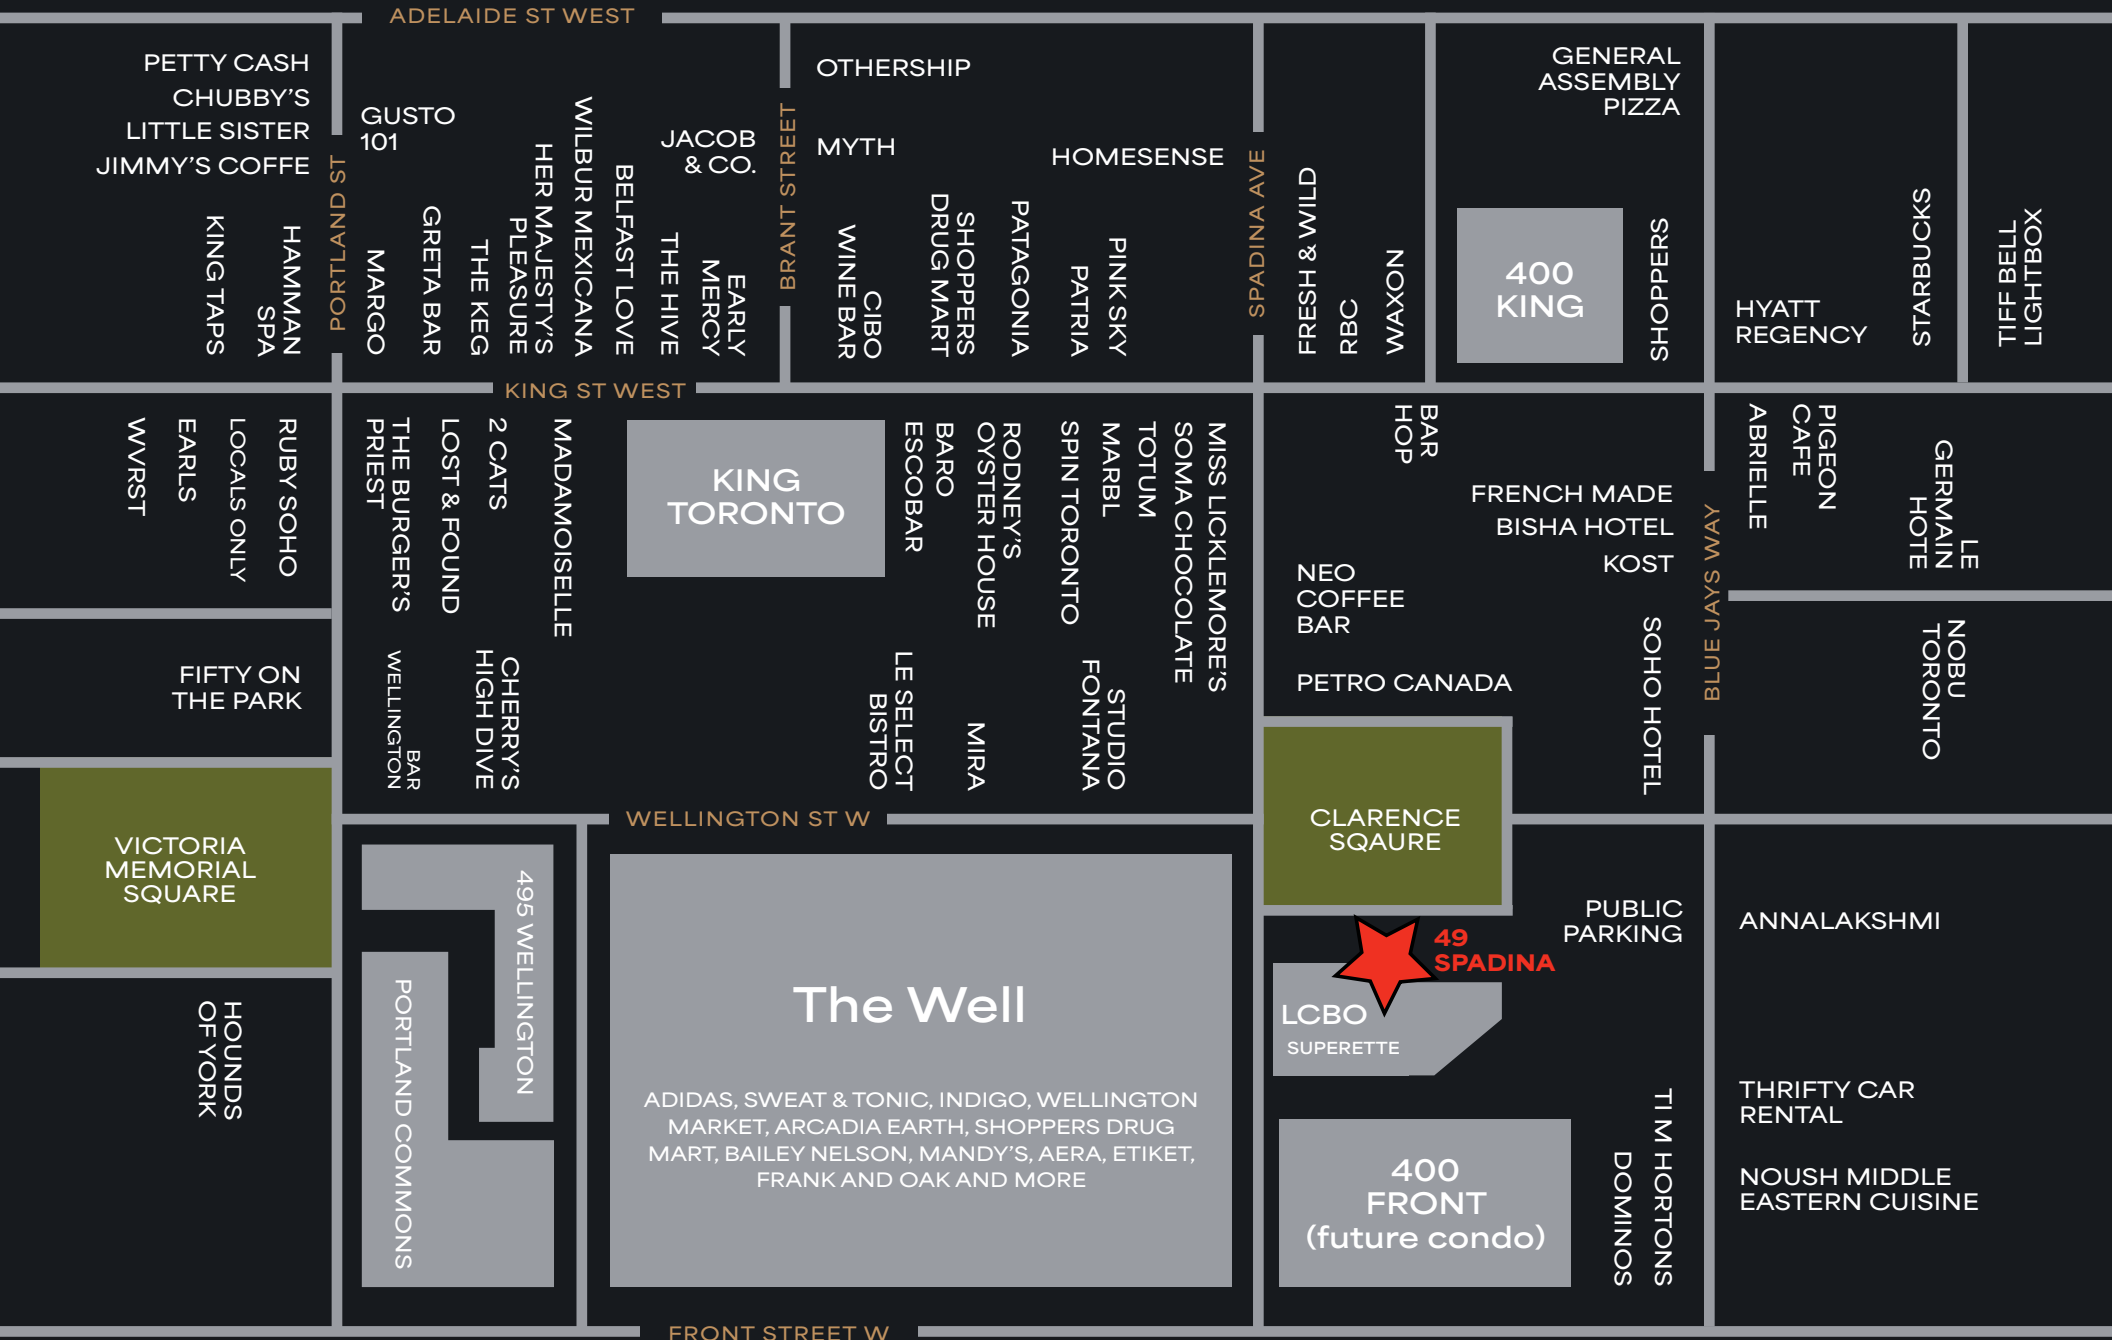 ADELAIDE ST WEST
PETTY CASH
CHUBBY'S
LITTLE SISTER
JIMMY'S COFFE
KING TAPS
HAMMAN
SPA
PORTLAND ST
GUSTO
101
MARGO
GRETA BAR
THE KEG
HER MAJESTY'S
PLEASURE
WILBUR MEXICANA
BELFAST LOVE
JACOB
& CO.
THE HIVE
EARLY
MERCY
BRANT STREET
OTHERSHIP
MYTH
HOMESENSE
CIBO
WINE BAR
SHOPPERS
DRUG MART
PATAGONIA
PATRIA
PINK SKY
SPADINA AVE
FRESH & WILD
RBC
WAXON
GENERAL
ASSEMBLY
PIZZA
400
KING
SHOPPERS
HYATT
REGENCY
STARBUCKS
TIFF BELL
LIGHTBOX
KING ST WEST
WVRST
EARLS
LOCALS ONLY
RUBY SOHO
THE BURGER'S
PRIEST
LOST & FOUND
2 CATS
MADAMOISELLE
KING
TORONTO
ESCOBAR
BARO
RODNEY'S
OYSTER HOUSE
SPIN TORONTO
MARBL
TOTUM
SOMA CHOCOLATE
MISS LICKLEMORE'S
BAR
HOP
FRENCH MADE
BISHA HOTEL
KOST
NEO
COFFEE
BAR
PETRO CANADA
SOHO HOTEL
BLUE JAYS WAY
ABRIELLE
PIGEON
CAFE
LE
GERMAIN
HOTE
NOBU
TORONTO
FIFTY ON
THE PARK
BAR
WELLINGTON
CHERRY'S
HIGH DIVE
LE SELECT
BISTRO
MIRA
STUDIO
FONTANA
WELLINGTON ST W
VICTORIA
MEMORIAL
SQUARE
CLARENCE
SQAURE
495 WELLINGTON
PORTLAND COMMONS
HOUNDS
OF YORK
The Well
ADIDAS, SWEAT & TONIC, INDIGO, WELLINGTON
MARKET, ARCADIA EARTH, SHOPPERS DRUG
MART, BAILEY NELSON, MANDY'S, AERA, ETIKET,
FRANK AND OAK AND MORE
49
SPADINA
LCBO
SUPERETTE
PUBLIC
PARKING
ANNALAKSHMI
400
FRONT
(future condo)
DOMINOS
TIM HORTONS
THRIFTY CAR
RENTAL
NOUSH MIDDLE
EASTERN CUISINE
FRONT STREET W